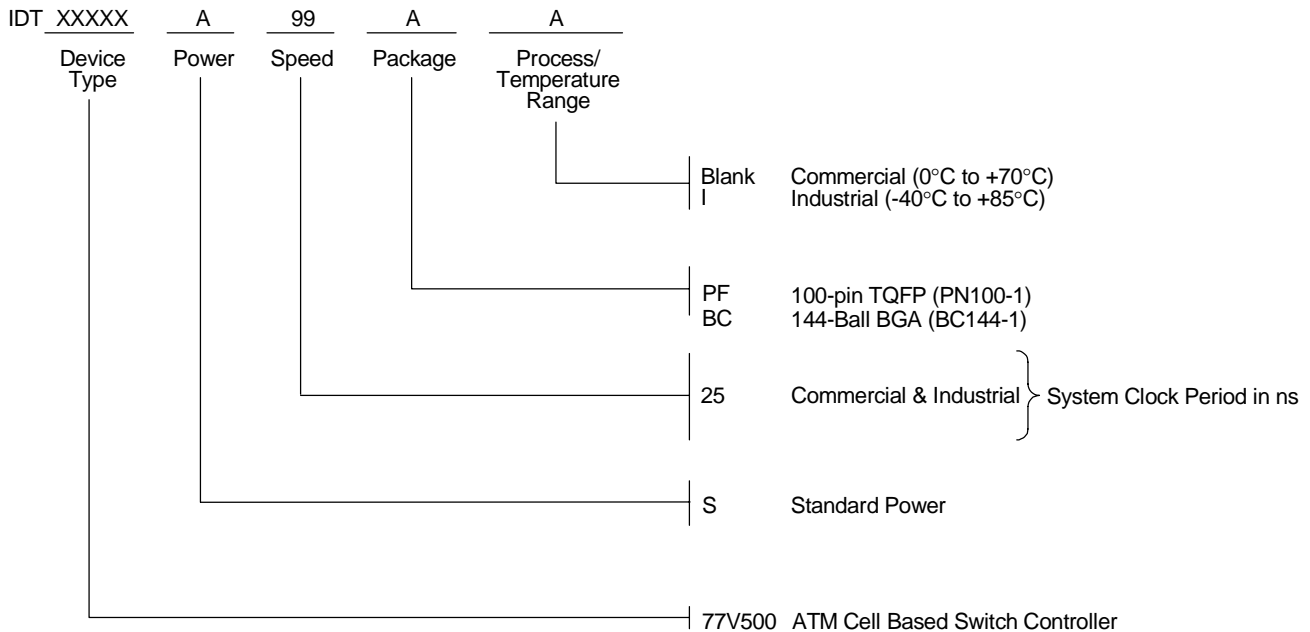 IDT XXXXX A 99 A A
Device Type Power Speed Package Process/ Temperature Range
Blank Commercial (0°C to +70°C)
I Industrial (-40°C to +85°C)
PF 100-pin TQFP (PN100-1)
BC 144-Ball BGA (BC144-1)
25 Commercial & Industrial System Clock Period in ns
S Standard Power
77V500 ATM Cell Based Switch Controller